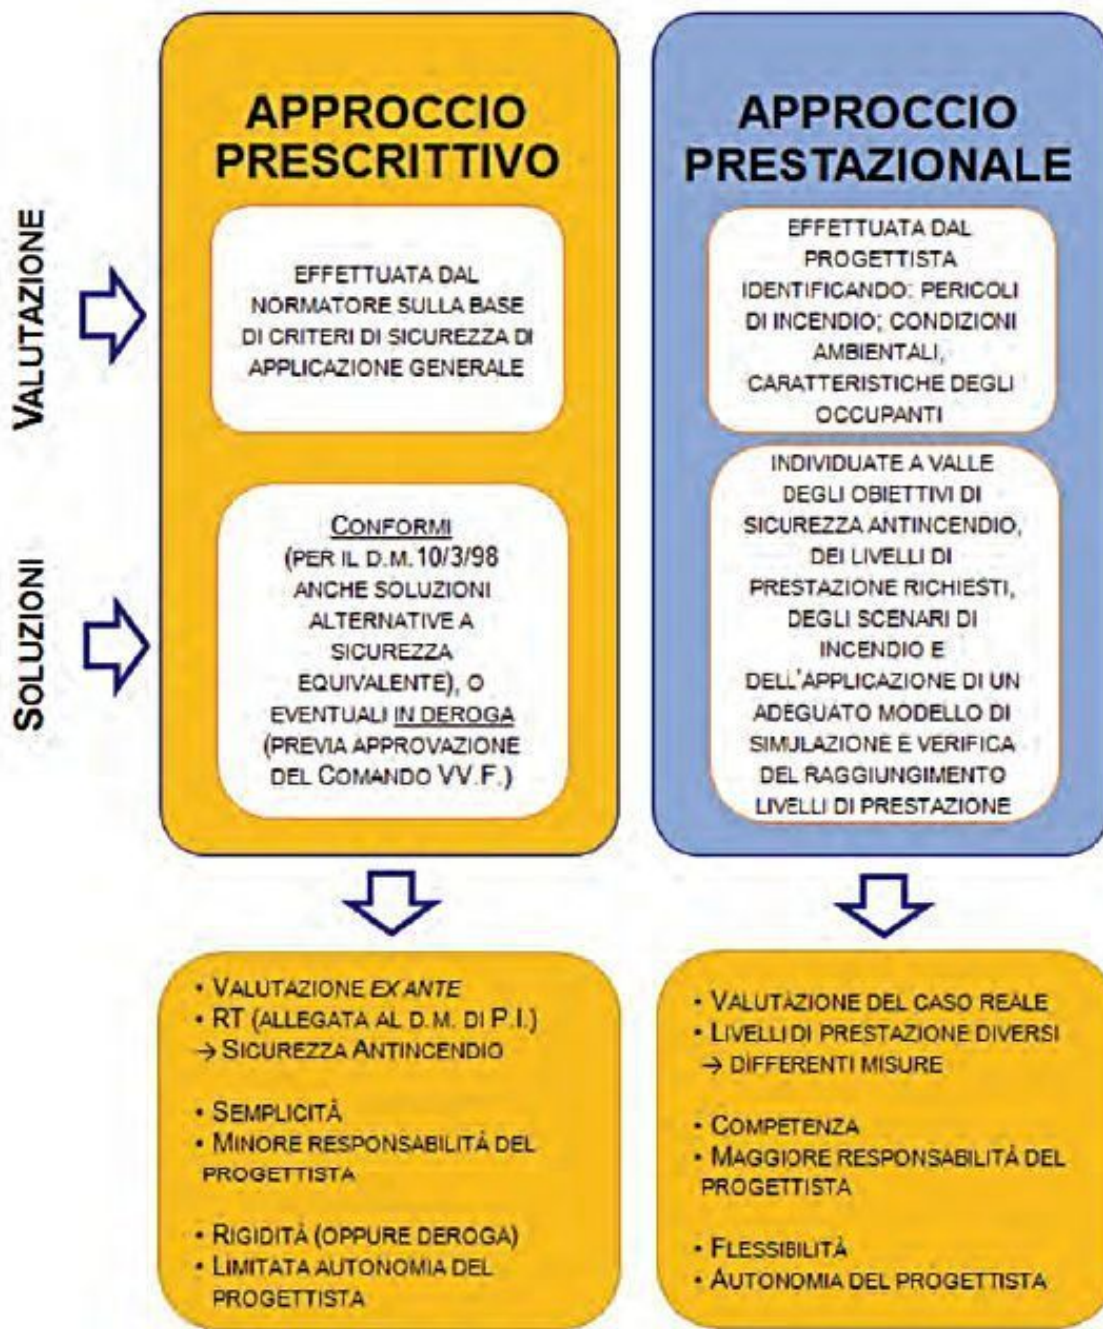 VALUTAZIONE
SOLUZIONI
APPROCCIO
PRESCRITTIVO
EFFETTUATA DAL
NORMATORE SULLA BASE
DI CRITERI DI SICUREZZA DI
APPLICAZIONE GENERALE
CONFORMI
(PER IL D.M.10/3/98
ANCHE SOLUZIONI
ALTERNATIVE A
SICUREZZA
EQUIVALENTE), O
EVENTUALI IN DEROGA
(PREVIA APPROVAZIONE
DEL COMANDO VV.F.)
• VALUTAZIONE EX ANTE
• RT (ALLEGATA AL D.M. DI P.I.)
→ SICUREZZA ANTINCENDIO
• SEMPLICITÀ
• MINORE RESPONSABILITÀ DEL
PROGETTISTA
• RIGIDITÀ (OPPURE DEROGA)
• LIMITATA AUTONOMIA DEL
PROGETTISTA
APPROCCIO
PRESTAZIONALE
EFFETTUATA DAL
PROGETTISTA
IDENTIFICANDO: PERICOLI
DI INCENDIO; CONDIZIONI
AMBIENTALI,
CARATTERISTICHE DEGLI
OCCUPANTI
INDIVIDUATE A VALLE
DEGLI OBIETTIVI DI
SICUREZZA ANTINCENDIO,
DEI LIVELLI DI
PRESTAZIONE RICHIESTI,
DEGLI SCENARI DI
INCENDIO E
DELL'APPLICAZIONE DI UN
ADEGUATO MODELLO DI
SIMULAZIONE E VERIFICA
DEL RAGGIUNGIMENTO
LIVELLI DI PRESTAZIONE
• VALUTAZIONE DEL CASO REALE
• LIVELLI DI PRESTAZIONE DIVERSI
→ DIFFERENTI MISURE
• COMPETENZA
• MAGGIORE RESPONSABILITÀ DEL
PROGETTISTA
• FLESSIBILITÀ
• AUTONOMIA DEL PROGETTISTA